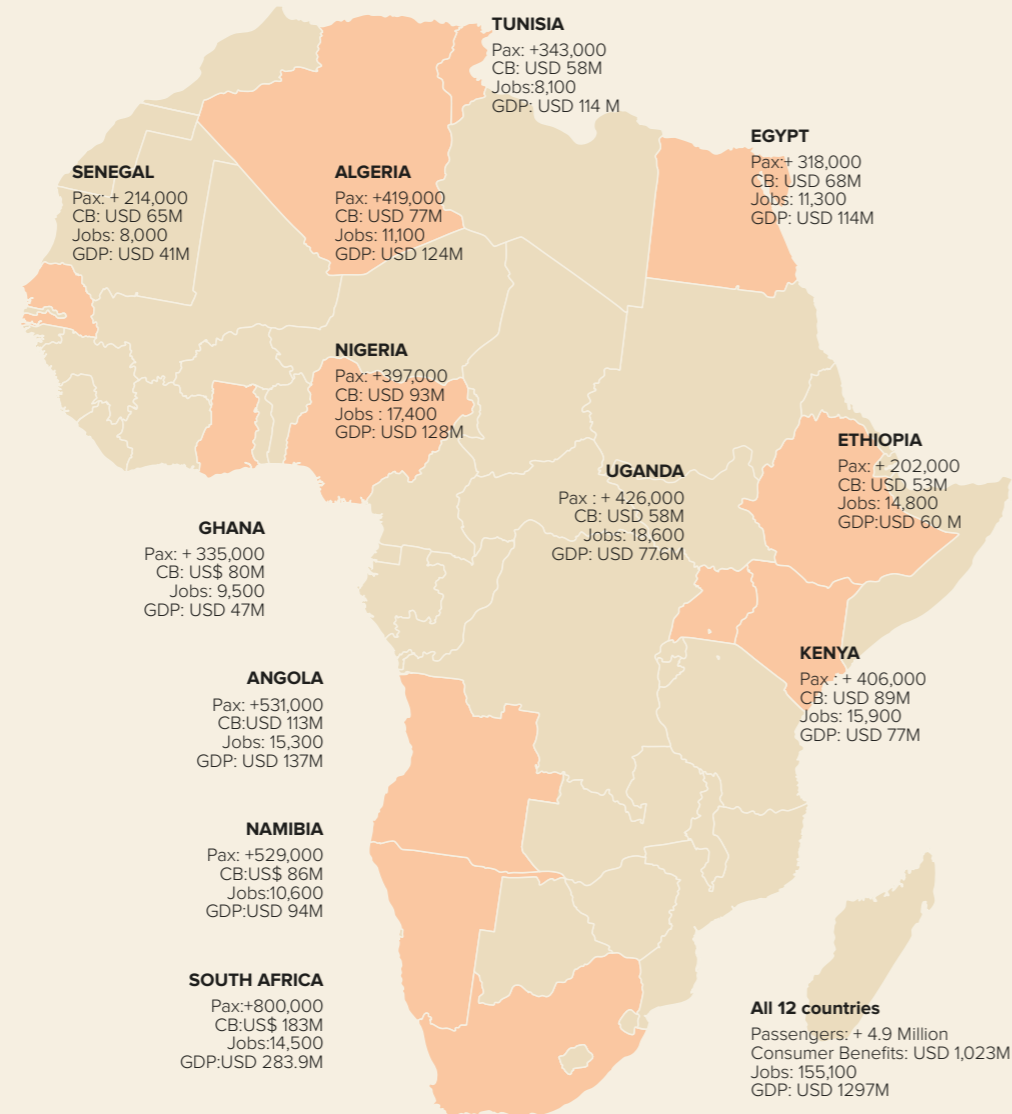 TUNISIA
Pax: +343,000
CB: USD 58M
Jobs:8,100
GDP: USD 114 M
EGYPT
Pax:+ 318,000
CB: USD 68M
Jobs: 11,300
GDP: USD 114M
SENEGAL
Pax: + 214,000
CB: USD 65M
Jobs: 8,000
GDP: USD 41M
ALGERIA
Pax: +419,000
CB: USD 77M
Jobs: 11,100
GDP: USD 124M
NIGERIA
Pax: +397,000
CB: USD 93M
Jobs : 17,400
GDP: USD 128M
ETHIOPIA
Pax: + 202,000
CB: USD 53M
Jobs: 14,800
GDP:USD 60 M
UGANDA
Pax : + 426,000
CB: USD 58M
Jobs: 18,600
GDP: USD 77.6M
GHANA
Pax: + 335,000
CB: US$ 80M
Jobs: 9,500
GDP: USD 47M
KENYA
Pax : + 406,000
CB: USD 89M
Jobs: 15,900
GDP: USD 77M
ANGOLA
Pax: +531,000
CB:USD 113M
Jobs: 15,300
GDP: USD 137M
NAMIBIA
Pax: +529,000
CB:US$ 86M
Jobs:10,600
GDP:USD 94M
SOUTH AFRICA
Pax:+800,000
CB:US$ 183M
Jobs:14,500
GDP:USD 283.9M
All 12 countries
Passengers: + 4.9 Million
Consumer Benefits: USD 1,023M
Jobs: 155,100
GDP: USD 1297M